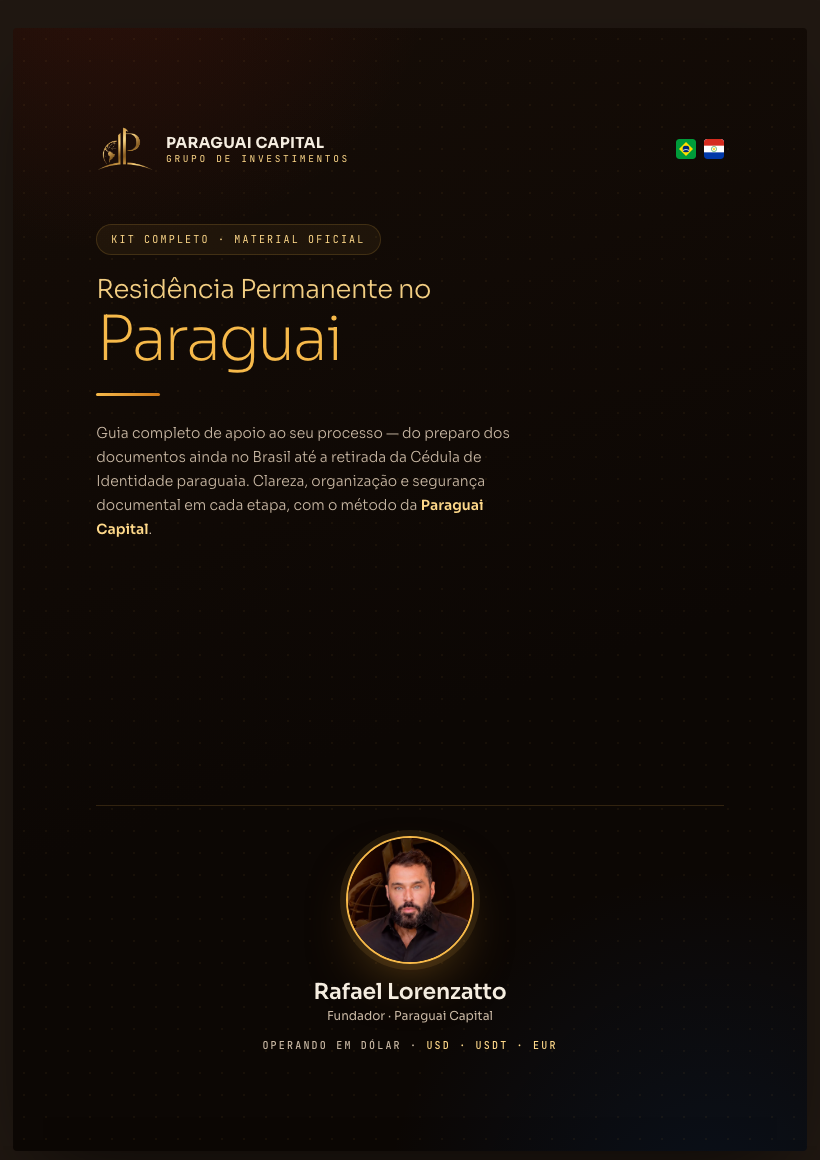 PARAGUAI CAPITAL
GRUPO DE INVESTIMENTOS
KIT COMPLETO · MATERIAL OFICIAL
Residência Permanente no
Paraguai
Guia completo de apoio ao seu processo — do preparo dos
documentos ainda no Brasil até a retirada da Cédula de
Identidade paraguaia. Clareza, organização e segurança
documental em cada etapa, com o método da Paraguai
Capital.
Rafael Lorenzatto
Fundador · Paraguai Capital
OPERANDO EM DÓLAR · USD · USDT · EUR